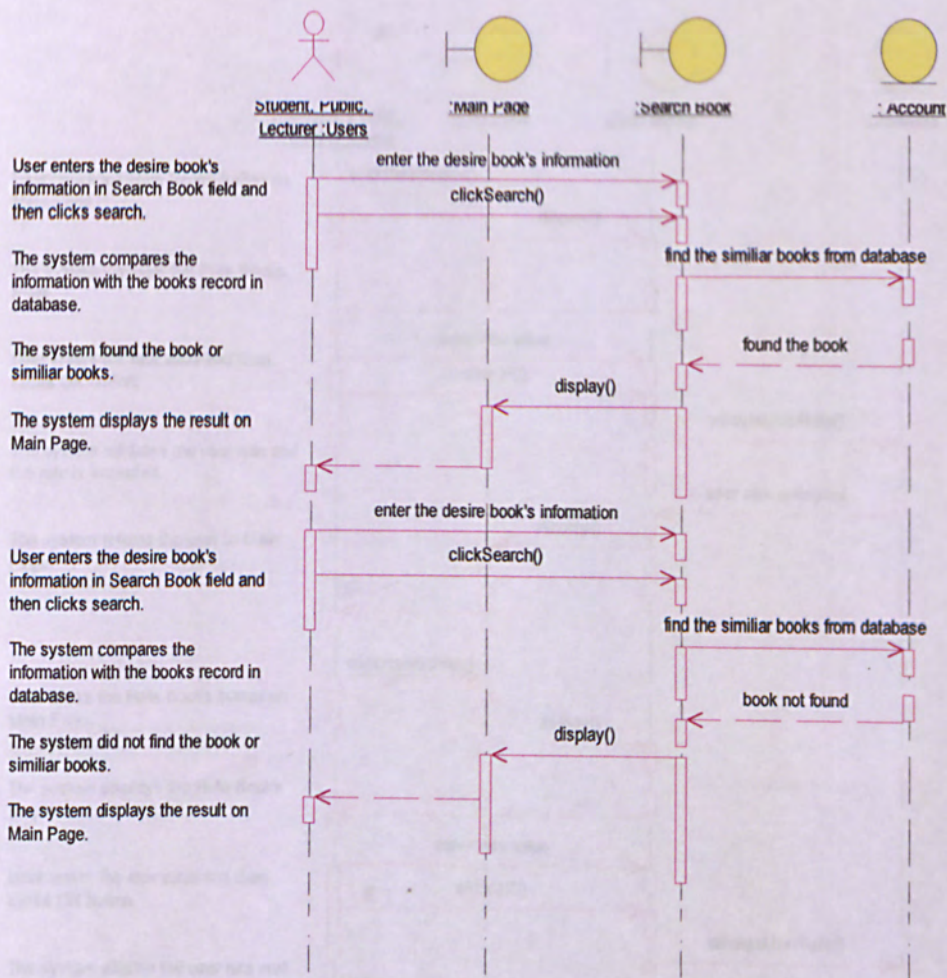 Student, Public,
Lecturer :Users
:Main Page
:Search Book
: Account
User enters the desire book's
information in Search Book field and
then clicks search.
enter the desire book's information
clickSearch()
The system compares the
information with the books record in
database.
find the similiar books from database
The system found the book or
similiar books.
found the book
display()
The system displays the result on
Main Page.
enter the desire book's information
User enters the desire book's
information in Search Book field and
then clicks search.
clickSearch()
find the similiar books from database
The system compares the
information with the books record in
database.
book not found
The system did not find the book or
similiar books.
display()
The system displays the result on
Main Page.